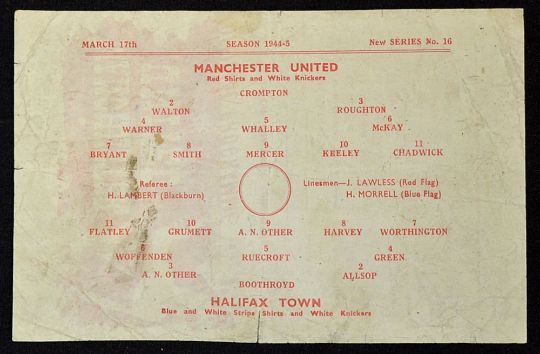 MARCH 17th SEASON 1944-5 New SERIES No. 16
MANCHESTER UNITED
Red Shirts and White Knickers
CROMPTON
2 3
WALTON ROUGHTON
4 5 6
WARNER WHALLEY McKAY
7 8 9 10 11
BRYANT SMITH MERCER KEELEY CHADWICK
Referee : Linesmen—J. LAWLESS (Red Flag)
H. LAMBERT (Blackburn) H. MORRELL (Blue Flag)
11 10 9 8 7
FLATLEY GRUMETT A. N. OTHER HARVEY WORTHINGTON
6 5 4
WOFFENDEN RUECROFT GREEN
3 2
A. N. OTHER ALLSOP
BOOTHROYD
HALIFAX TOWN
Blue and White Stripe Shirts and White Knickers